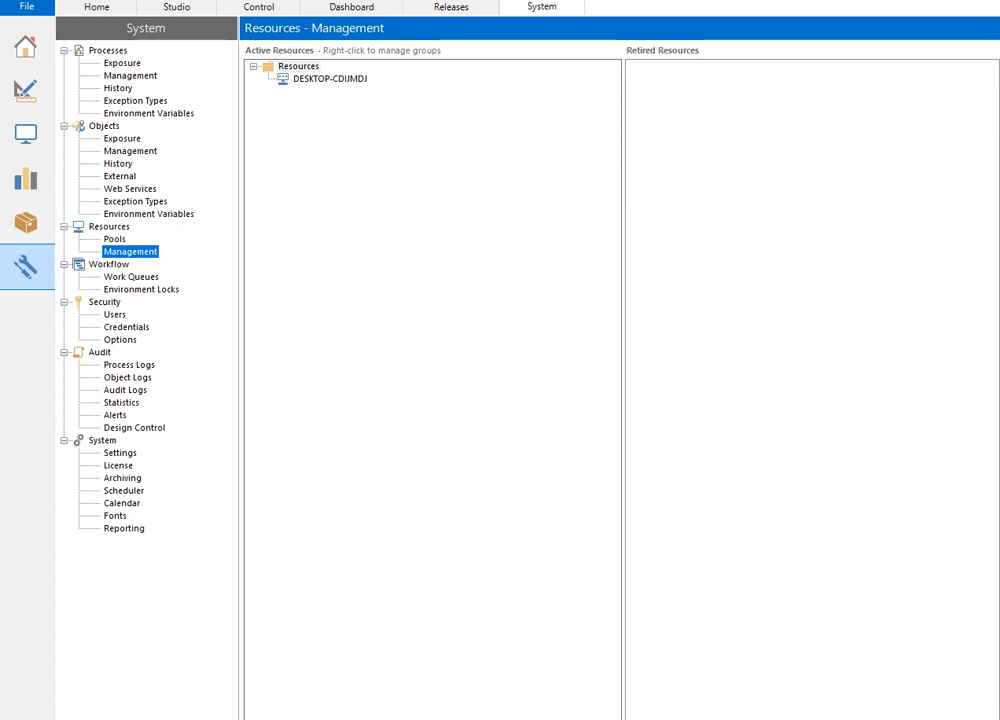 File
Home
Studio
Control
Dashboard
Releases
System
System
Processes
Exposure
Management
History
Exception Types
Environment Variables
Objects
Exposure
Management
History
External
Web Services
Exception Types
Environment Variables
Resources
Pools
Management
Workflow
Work Queues
Environment Locks
Security
Users
Credentials
Options
Audit
Process Logs
Object Logs
Audit Logs
Statistics
Alerts
Design Control
System
Settings
License
Archiving
Scheduler
Calendar
Fonts
Reporting
Resources - Management
Active Resources - Right-click to manage groups
Resources
DESKTOP-CDIJMDJ
Retired Resources